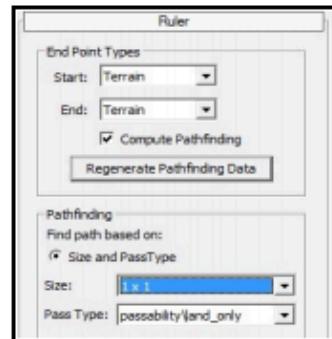 Ruler
End Point Types
Start: Terrain
End: Terrain
Compute Pathfinding
Regenerate Pathfinding Data
Pathfinding
Find path based on:
Size and PassType
Size: 1 x 1
Pass Type: passability\land_only